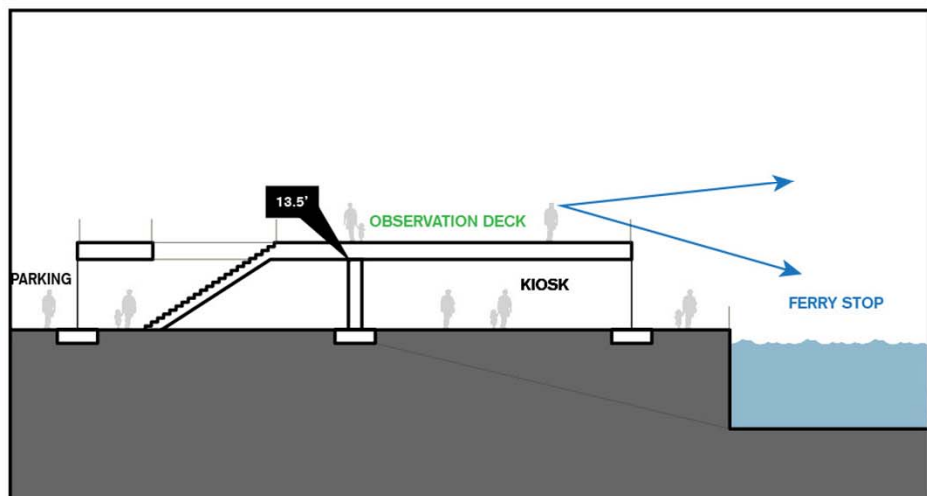 13.5'
OBSERVATION DECK
PARKING
KIOSK
FERRY STOP